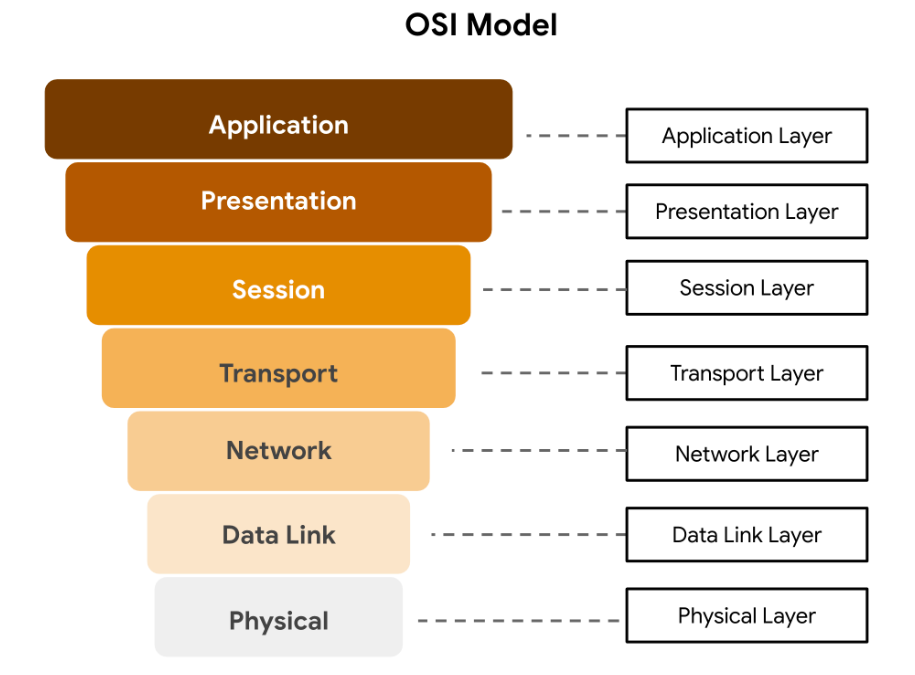 OSI Model
Application
Application Layer
Presentation
Presentation Layer
Session
Session Layer
Transport
Transport Layer
Network
Network Layer
Data Link
Data Link Layer
Physical
Physical Layer